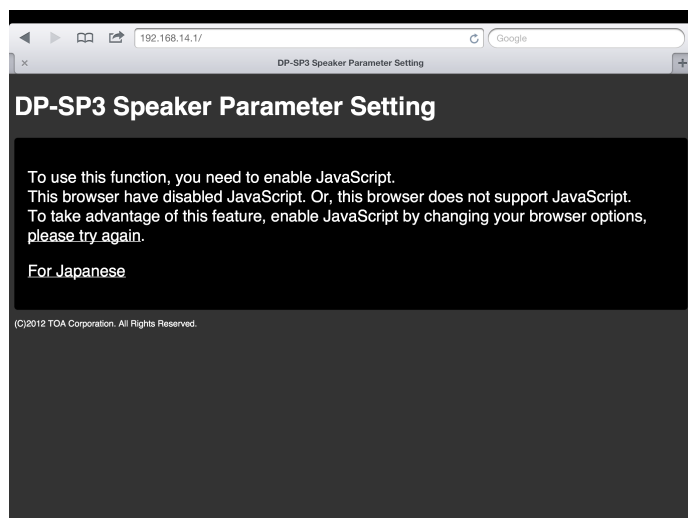 192.168.14.1/
Google
DP-SP3 Speaker Parameter Setting
DP-SP3 Speaker Parameter Setting
To use this function, you need to enable JavaScript.
This browser have disabled JavaScript. Or, this browser does not support JavaScript.
To take advantage of this feature, enable JavaScript by changing your browser options,
please try again.
For Japanese
(C)2012 TOA Corporation. All Rights Reserved.